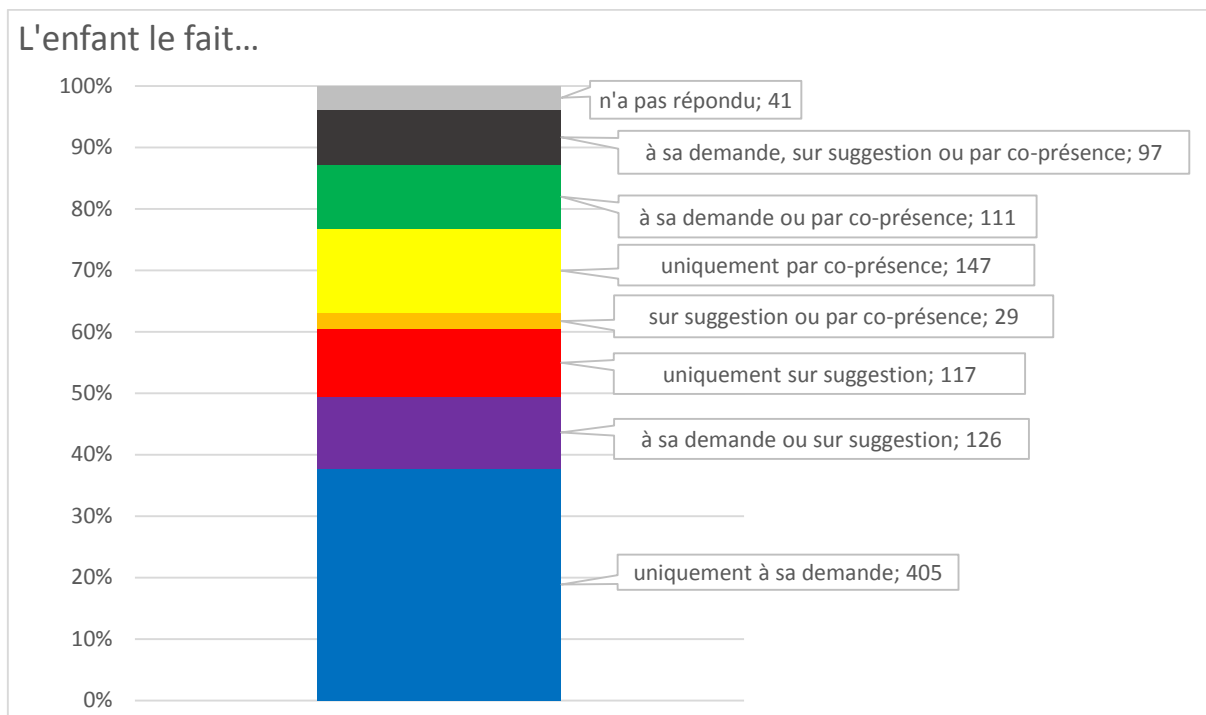 L'enfant le fait...
100%
n'a pas répondu; 41
90%
à sa demande, sur suggestion ou par co-présence; 97
80%
à sa demande ou par co-présence; 111
70%
uniquement par co-présence; 147
60%
sur suggestion ou par co-présence; 29
50%
uniquement sur suggestion; 117
40%
à sa demande ou sur suggestion; 126
30%
20%
uniquement à sa demande; 405
10%
0%